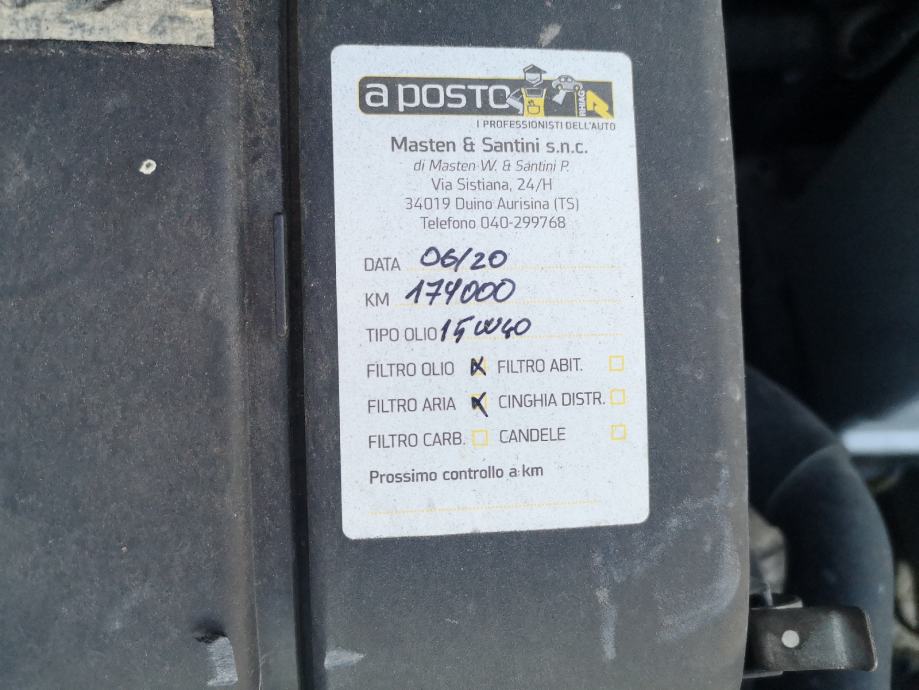 a POSTO
RHIAG
I PROFESSIONISTI DELL'AUTO
Masten & Santini s.n.c.
di Masten W. & Santini P.
Via Sistiana, 24/H
34019 Duino Aurisina (TS)
Telefono 040-299768
DATA 06/20
KM 174000
TIPO OLIO 15W40
FILTRO OLIO X FILTRO ABIT.
FILTRO ARIA X CINGHIA DISTR.
FILTRO CARB. CANDELE
Prossimo controllo a km